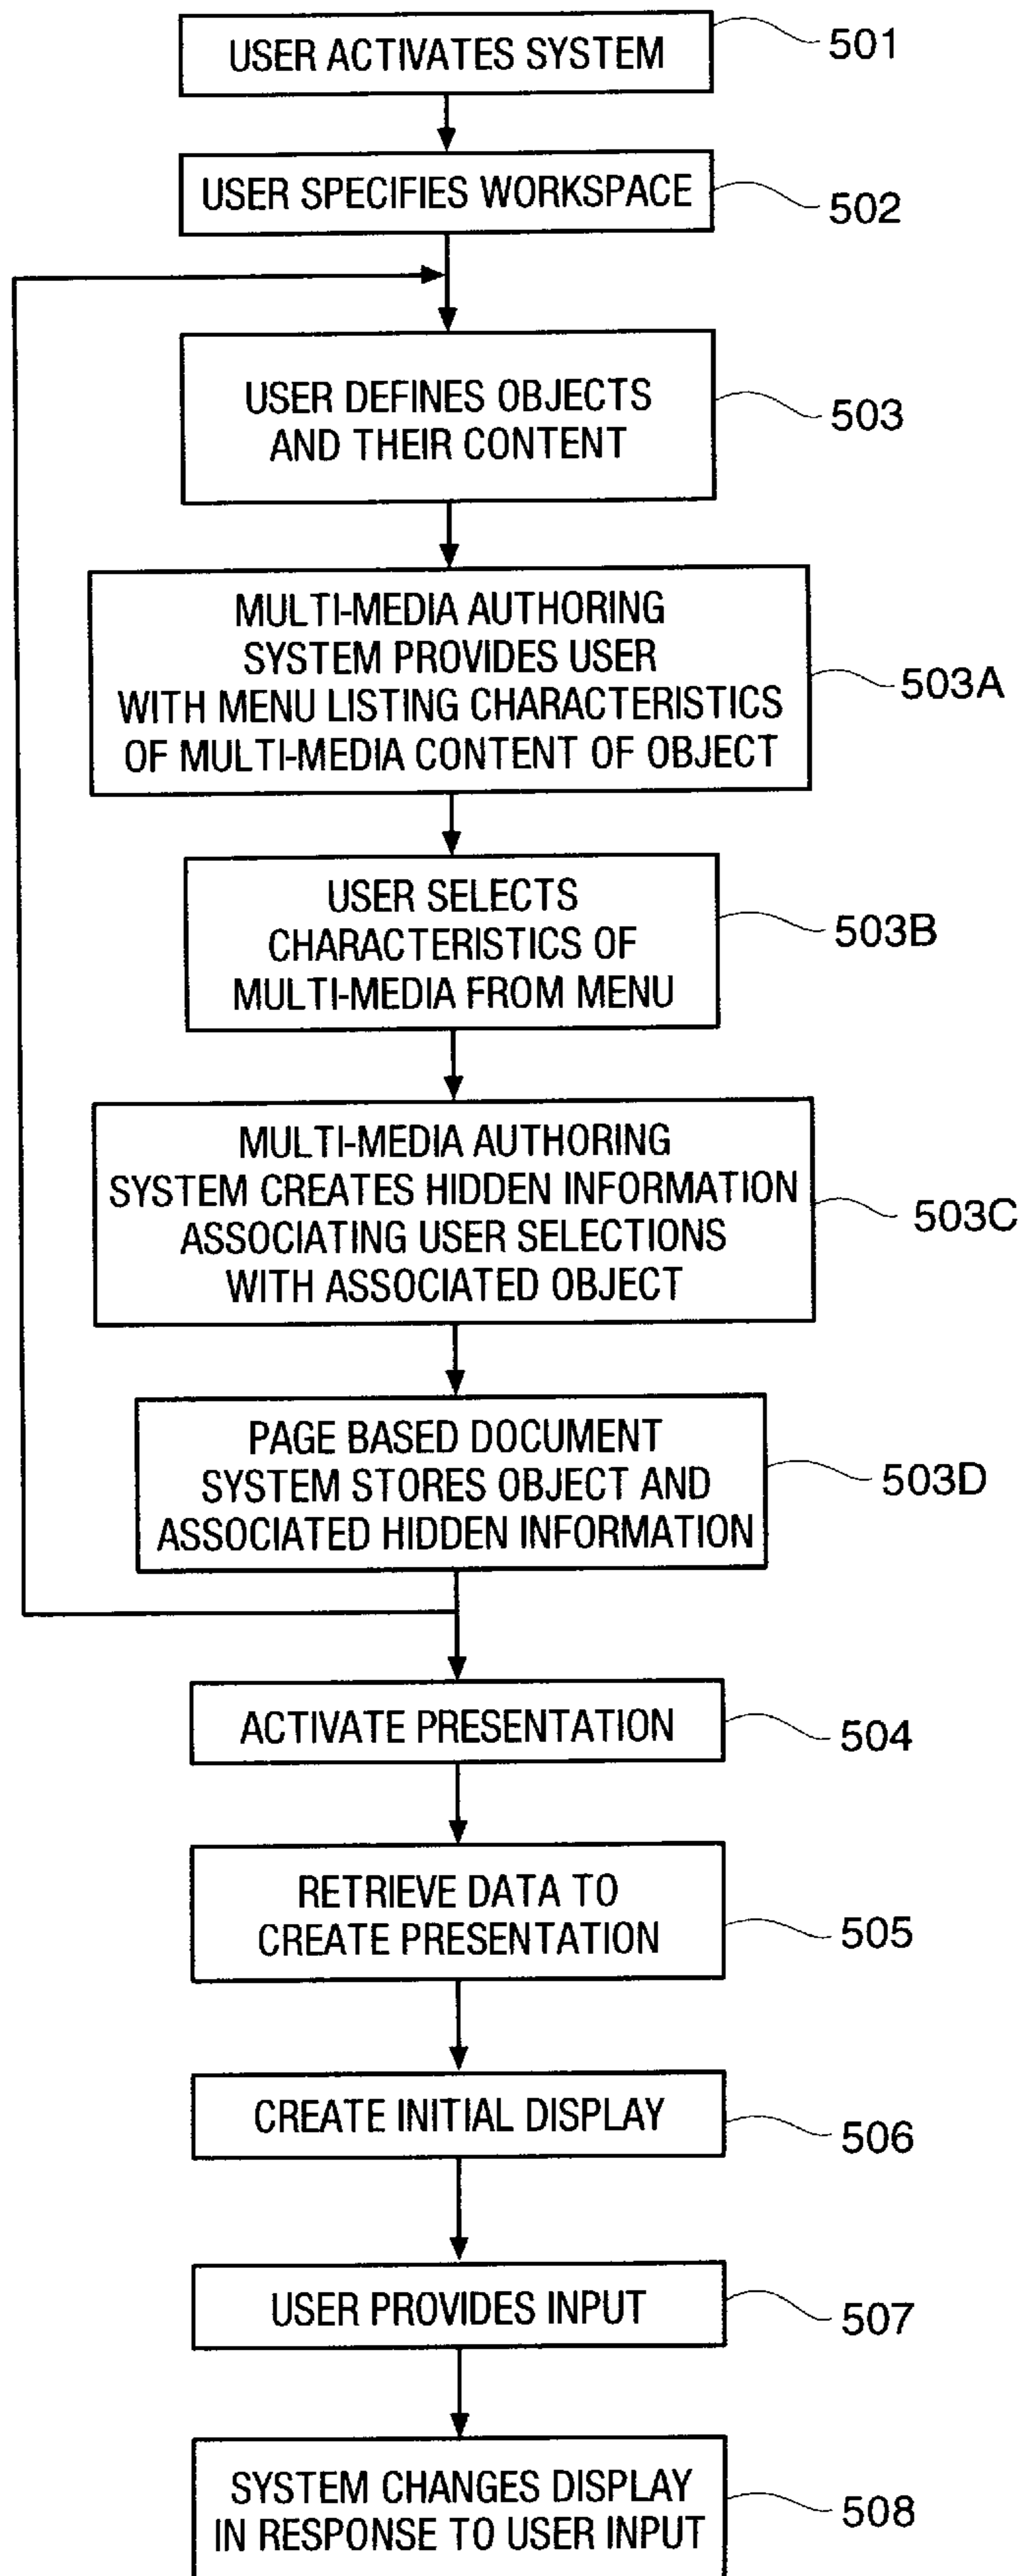 USER ACTIVATES SYSTEM
501
USER SPECIFIES WORKSPACE
502
USER DEFINES OBJECTS
AND THEIR CONTENT
503
MULTI-MEDIA AUTHORING
SYSTEM PROVIDES USER
WITH MENU LISTING CHARACTERISTICS
OF MULTI-MEDIA CONTENT OF OBJECT
503A
USER SELECTS
CHARACTERISTICS OF
MULTI-MEDIA FROM MENU
503B
MULTI-MEDIA AUTHORING
SYSTEM CREATES HIDDEN INFORMATION
ASSOCIATING USER SELECTIONS
WITH ASSOCIATED OBJECT
503C
PAGE BASED DOCUMENT
SYSTEM STORES OBJECT AND
ASSOCIATED HIDDEN INFORMATION
503D
ACTIVATE PRESENTATION
504
RETRIEVE DATA TO
CREATE PRESENTATION
505
CREATE INITIAL DISPLAY
506
USER PROVIDES INPUT
507
SYSTEM CHANGES DISPLAY
IN RESPONSE TO USER INPUT
508